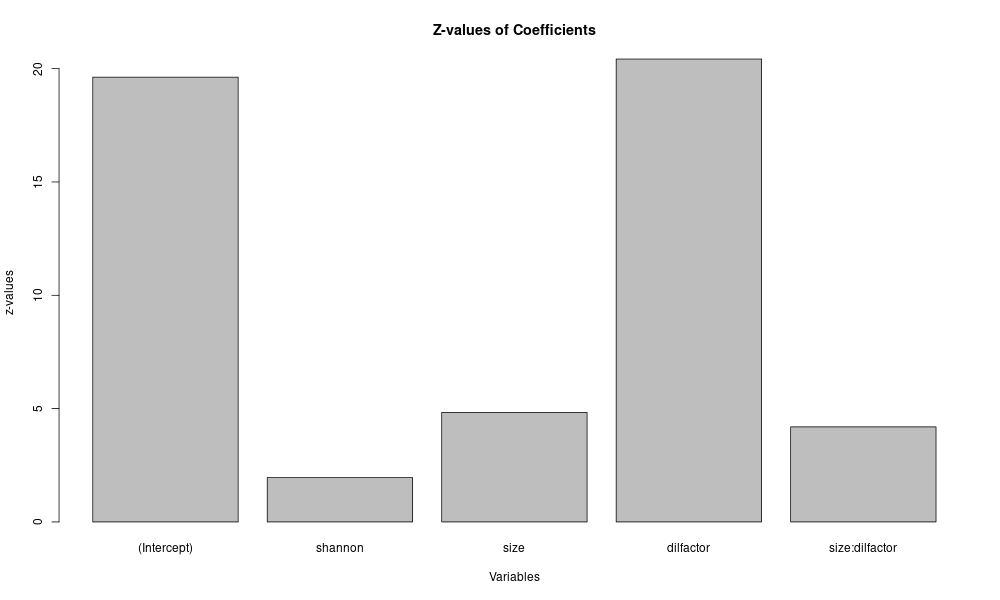 Z-values of Coefficients
z-values
20
15
10
5
0
(Intercept) shannon size dilfactor size:dilfactor
Variables